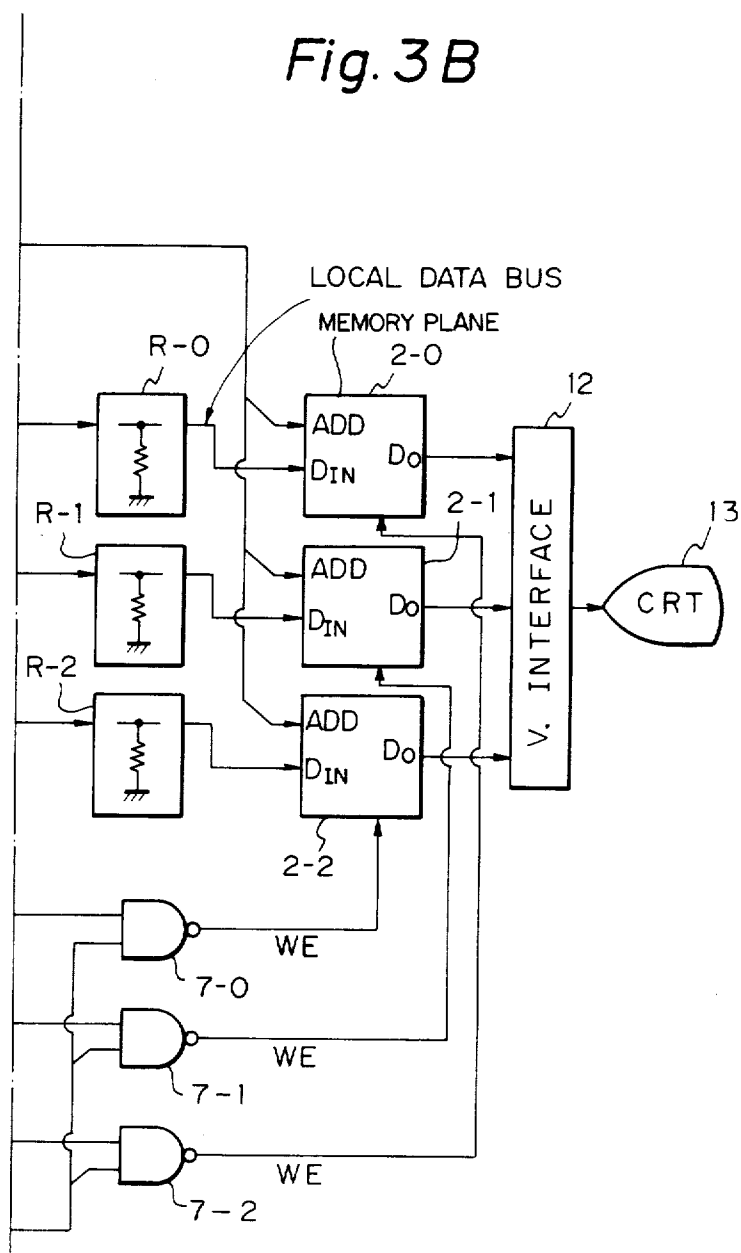 Fig. 3B
LOCAL DATA BUS
MEMORY PLANE
R-0
2-0
12
ADD
DIN
DO
R-1
2-1
13
ADD
DIN
DO
V. INTERFACE
CRT
R-2
ADD
DIN
DO
2-2
WE
7-0
WE
7-1
WE
7-2